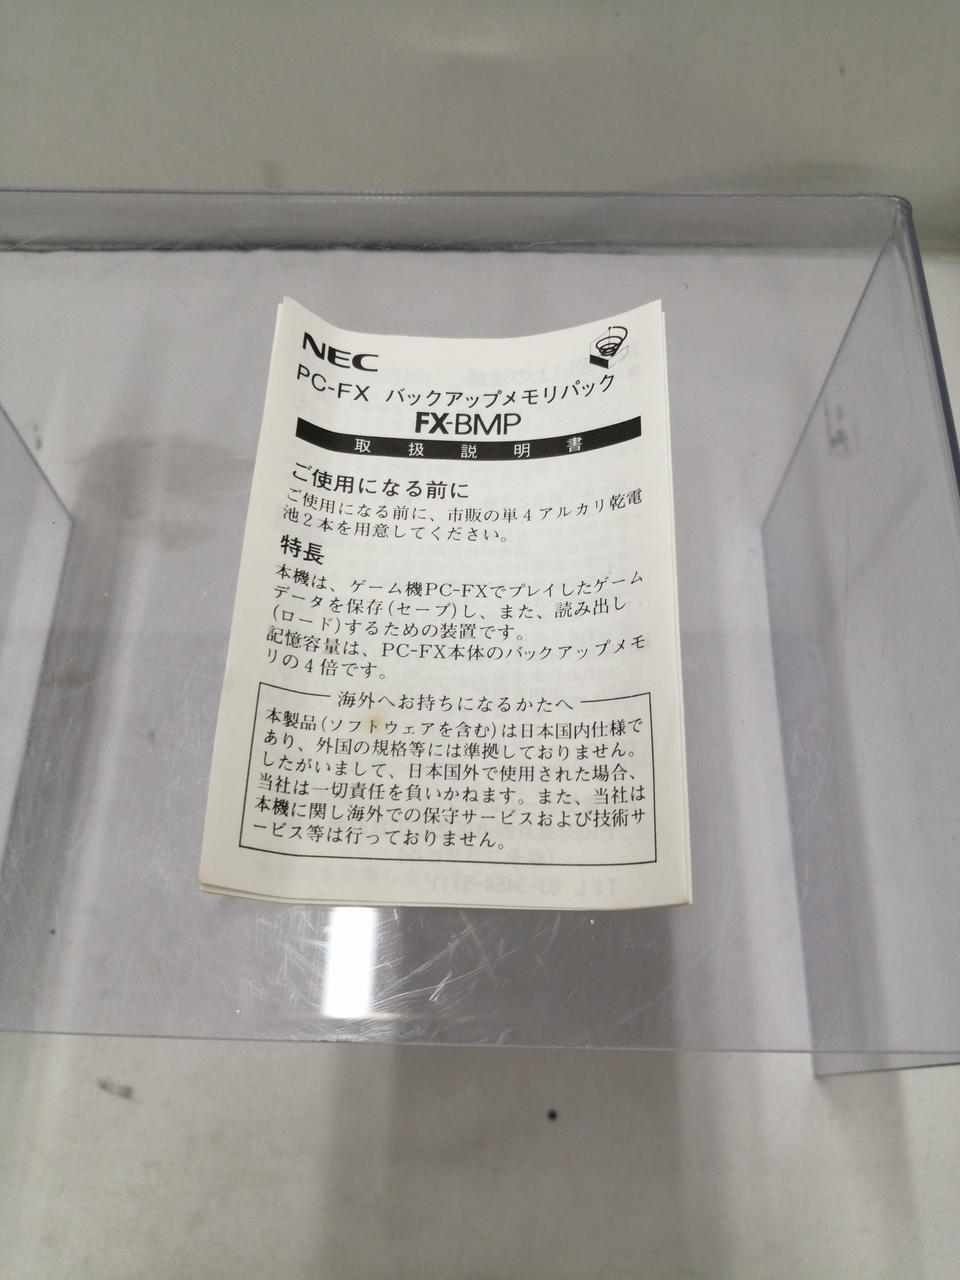 NEC
PC-FX バックアップメモリパック
FX-BMP
取扱説明書
ご使用になる前に
ご使用になる前に、市販の単4アルカリ乾電
池2本を用意してください。
特長
本機は、ゲーム機PC-FXでプレイしたゲーム
データを保存(セーブ)し、また、読み出し
(ロード)するための装置です。
記憶容量は、PC-FX本体のバックアップメモ
リの4倍です。
海外へお持ちになるかたへ
本製品(ソフトウェアを含む)は日本国内仕様で
あり、外国の規格等には準拠しておりません。
したがいまして、日本国外で使用された場合、
当社は一切責任を負いかねます。また、当社は
本機に関し海外での保守サービスおよび技術サ
ービス等は行っておりません。
TEL 03-3454-5111